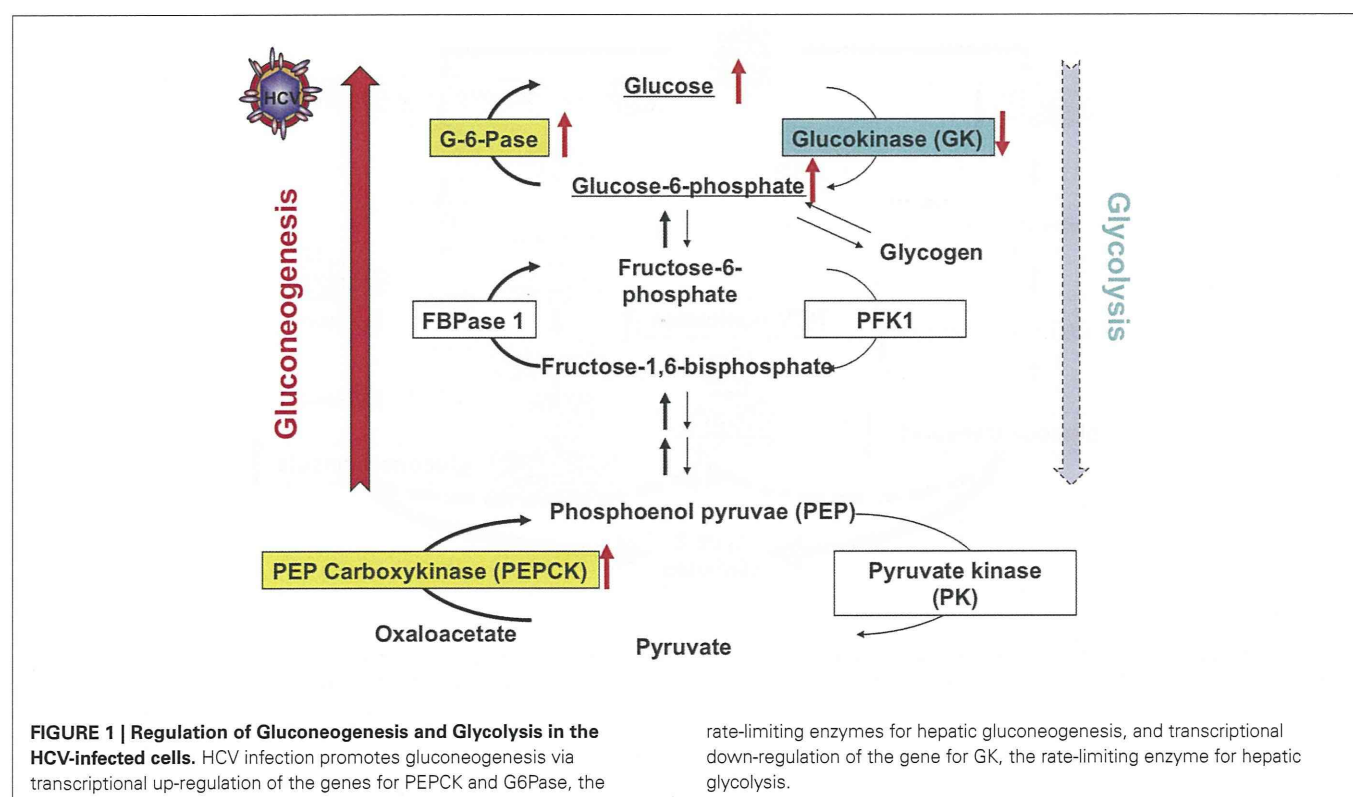 HCV
Glucose
G-6-Pase
Glucokinase (GK)
Glucose-6-phosphate
Gluconeogenesis
Glycolysis
Glycogen
Fructose-6-
phosphate
FBPase 1
PFK1
Fructose-1,6-bisphosphate
Phosphoenol pyruvae (PEP)
PEP Carboxykinase (PEPCK)
Pyruvate kinase
(PK)
Oxaloacetate
Pyruvate
FIGURE 1 | Regulation of Gluconeogenesis and Glycolysis in the
HCV-infected cells. HCV infection promotes gluconeogenesis via
transcriptional up-regulation of the genes for PEPCK and G6Pase, the
rate-limiting enzymes for hepatic gluconeogenesis, and transcriptional
down-regulation of the gene for GK, the rate-limiting enzyme for hepatic
glycolysis.